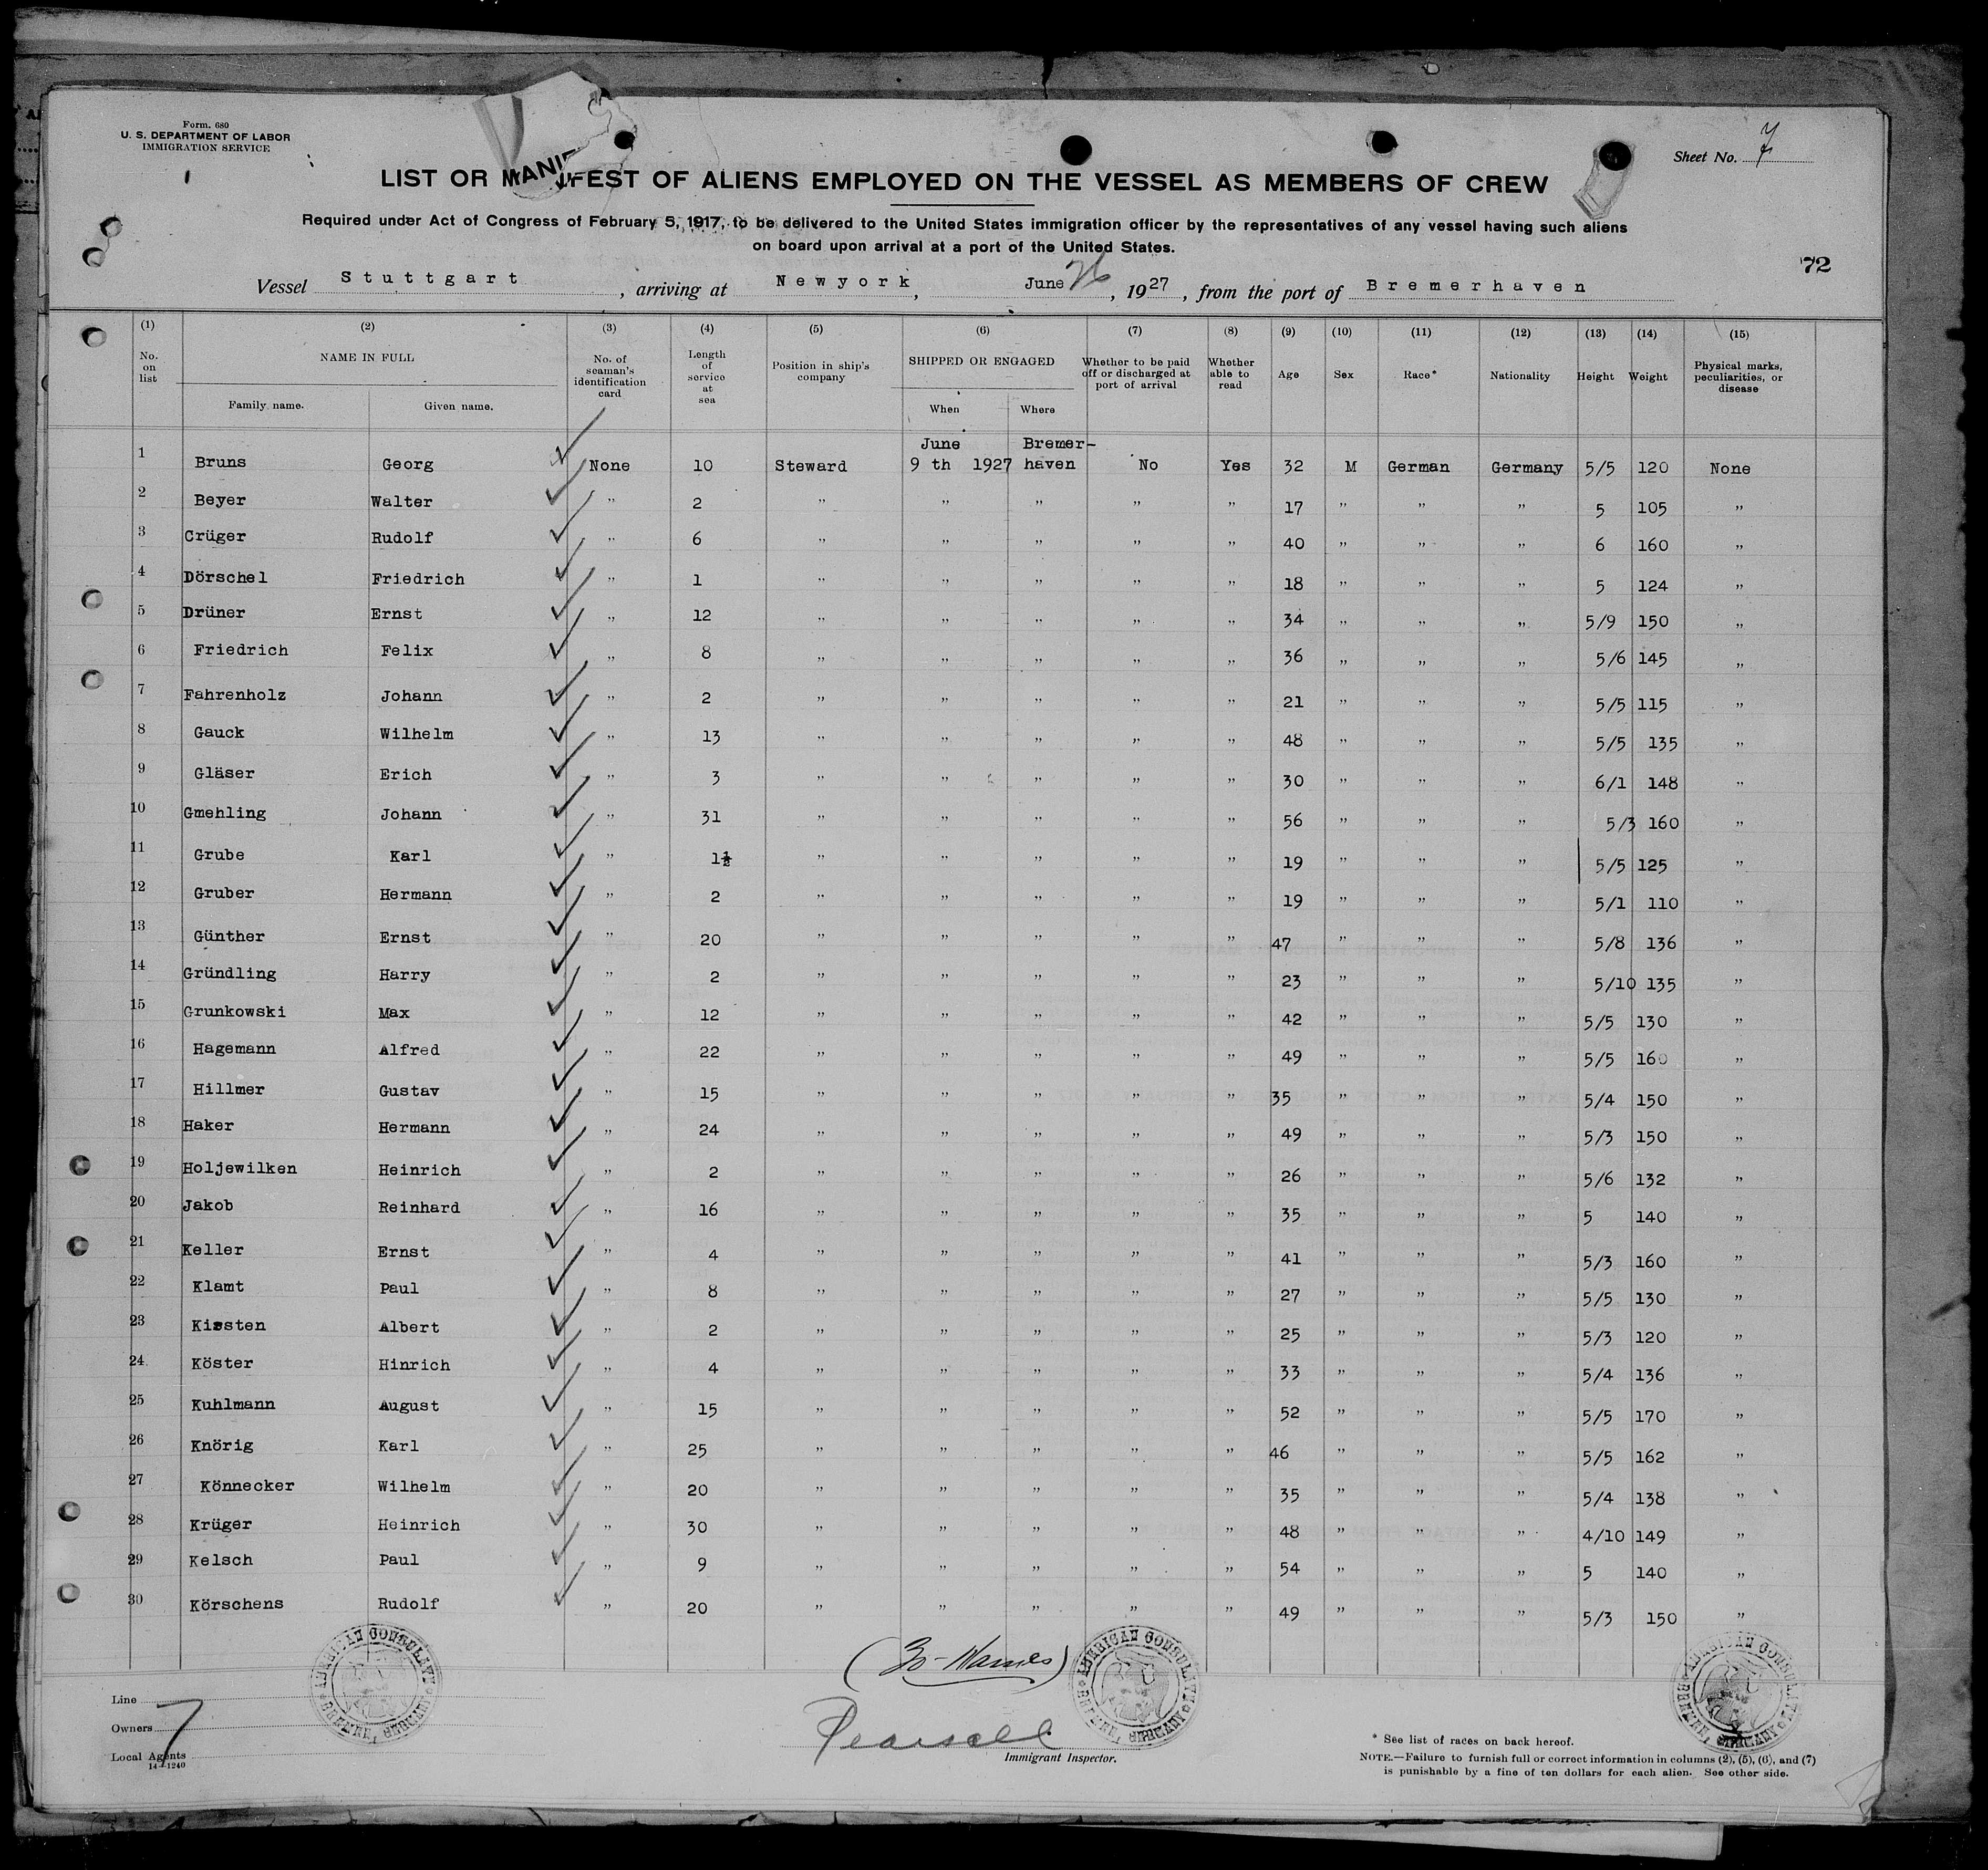 Form. 680
U. S. DEPARTMENT OF LABOR
IMMIGRATION SERVICE
Sheet No. 7
LIST OR MANIFEST OF ALIENS EMPLOYED ON THE VESSEL AS MEMBERS OF CREW
Required under Act of Congress of February 5, 1917, to be delivered to the United States immigration officer by the representatives of any vessel having such aliens
on board upon arrival at a port of the United States.
72
Vessel Stuttgart, arriving at Newyork, June 26, 1927, from the port of Bremerhaven
(1) (2) (3) (4) (5) (6) (7) (8) (9) (10) (11) (12) (13) (14) (15)
No. on list NAME IN FULL Family name. Given name. No. of seaman's identification card Length of service at sea Position in ship's company SHIPPED OR ENGAGED When Where Whether to be paid off or discharged at port of arrival Whether able to read Age Sex Race* Nationality Height Weight Physical marks, peculiarities, or disease
1 Bruns Georg None 10 Steward June 9 th 1927 Bremer-haven No Yes 32 M German Germany 5/5 120 None
2 Beyer Walter " 2 " " " " " 17 " " " 5 105 "
3 Crüger Rudolf " 6 " " " " " 40 " " " 6 160 "
4 Dörschel Friedrich " 1 " " " " " 18 " " " 5 124 "
5 Drüner Ernst " 12 " " " " " 34 " " " 5/9 150 "
6 Friedrich Felix " 8 " " " " " 36 " " " 5/6 145 "
7 Fahrenholz Johann " 2 " " " " " 21 " " " 5/5 115 "
8 Gauck Wilhelm " 13 " " " " " 48 " " " 5/5 135 "
9 Gläser Erich " 3 " " " " " 30 " " " 6/1 148 "
10 Gmehling Johann " 31 " " " " " 56 " " " 5/3 160 "
11 Grube Karl " 1½ " " " " " 19 " " " 5/5 125 "
12 Gruber Hermann " 2 " " " " " 19 " " " 5/1 110 "
13 Günther Ernst " 20 " " " " " 47 " " " 5/8 136 "
14 Gründling Harry " 2 " " " " " 23 " " " 5/10 135 "
15 Grunkowski Max " 12 " " " " " 42 " " " 5/5 130 "
16 Hagemann Alfred " 22 " " " " " 49 " " " 5/5 160 "
17 Hillmer Gustav " 15 " " " " " 35 " " " 5/4 150 "
18 Haker Hermann " 24 " " " " " 49 " " " 5/3 150 "
19 Holjewilken Heinrich " 2 " " " " " 26 " " " 5/6 132 "
20 Jakob Reinhard " 16 " " " " " 35 " " " 5 140 "
21 Keller Ernst " 4 " " " " " 41 " " " 5/3 160 "
22 Klamt Paul " 8 " " " " " 27 " " " 5/5 130 "
23 Kirsten Albert " 2 " " " " " 25 " " " 5/3 120 "
24 Köster Hinrich " 4 " " " " " 33 " " " 5/4 136 "
25 Kuhlmann August " 15 " " " " " 52 " " " 5/5 170 "
26 Knörig Karl " 25 " " " " " 46 " " " 5/5 162 "
27 Könnecker Wilhelm " 20 " " " " " 35 " " " 5/4 138 "
28 Krüger Heinrich " 30 " " " " " 48 " " " 4/10 149 "
29 Kelsch Paul " 9 " " " " " 54 " " " 5 140 "
30 Körschens Rudolf " 20 " " " " " 49 " " " 5/3 150 "
(30-Names)
AMERICAN CONSULATE BREMEN, GERMANY
AMERICAN CONSULATE BREMEN, GERMANY
AMERICAN CONSULATE BREMEN, GERMANY
Line
Owners 7
Local Agents
14-1240
Pearsall
Immigrant Inspector.
* See list of races on back hereof.
NOTE.—Failure to furnish full or correct information in columns (2), (5), (6), and (7)
is punishable by a fine of ten dollars for each alien. See other side.